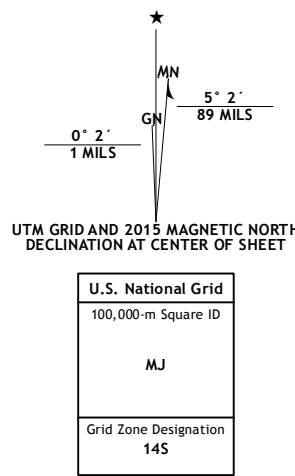 ★
MN
GN
5° 2´
89 MILS
0° 2´
1 MILS
UTM GRID AND 2015 MAGNETIC NORTH
DECLINATION AT CENTER OF SHEET
U.S. National Grid
100,000-m Square ID
MJ
Grid Zone Designation
14S